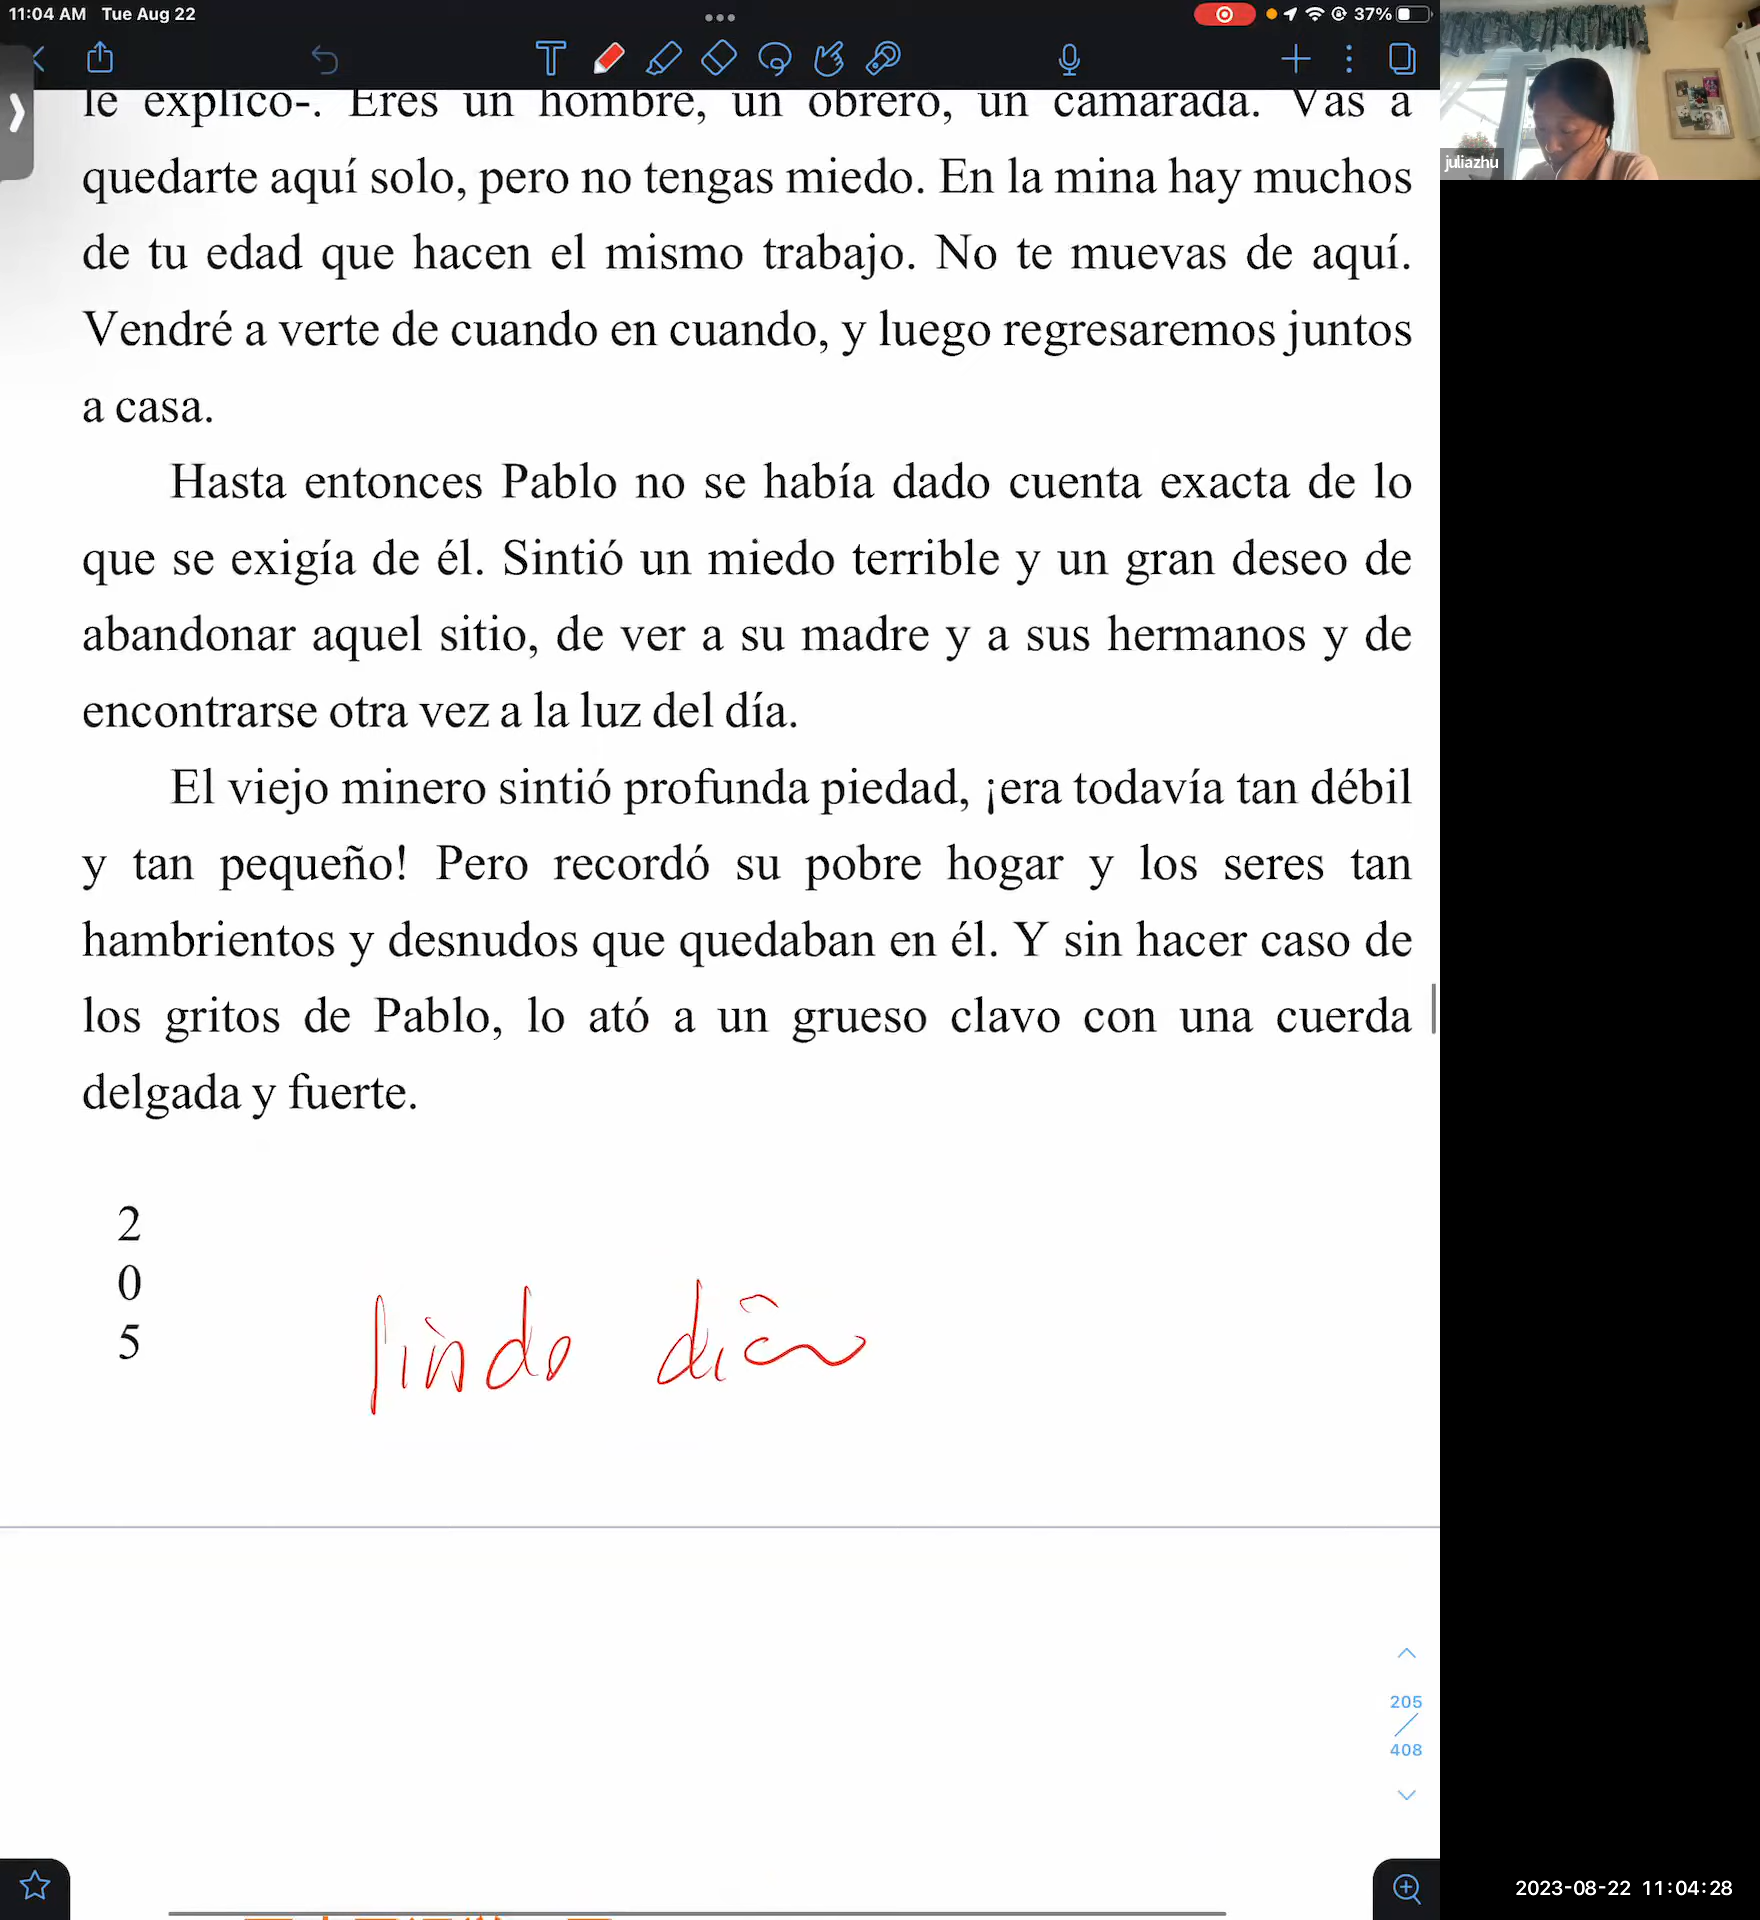 11:04 AM Tue Aug 22
37%
le explicó-. Eres un hombre, un obrero, un camarada. Vas a
quedarte aquí solo, pero no tengas miedo. En la mina hay muchos
de tu edad que hacen el mismo trabajo. No te muevas de aquí.
Vendré a verte de cuando en cuando, y luego regresaremos juntos
a casa.
Hasta entonces Pablo no se había dado cuenta exacta de lo
que se exigía de él. Sintió un miedo terrible y un gran deseo de
abandonar aquel sitio, de ver a su madre y a sus hermanos y de
encontrarse otra vez a la luz del día.
El viejo minero sintió profunda piedad, ¡era todavía tan débil
y tan pequeño! Pero recordó su pobre hogar y los seres tan
hambrientos y desnudos que quedaban en él. Y sin hacer caso de
los gritos de Pablo, lo ató a un grueso clavo con una cuerda
delgada y fuerte.
2
0
5
205
408
juliazhu
2023-08-22 11:04:28